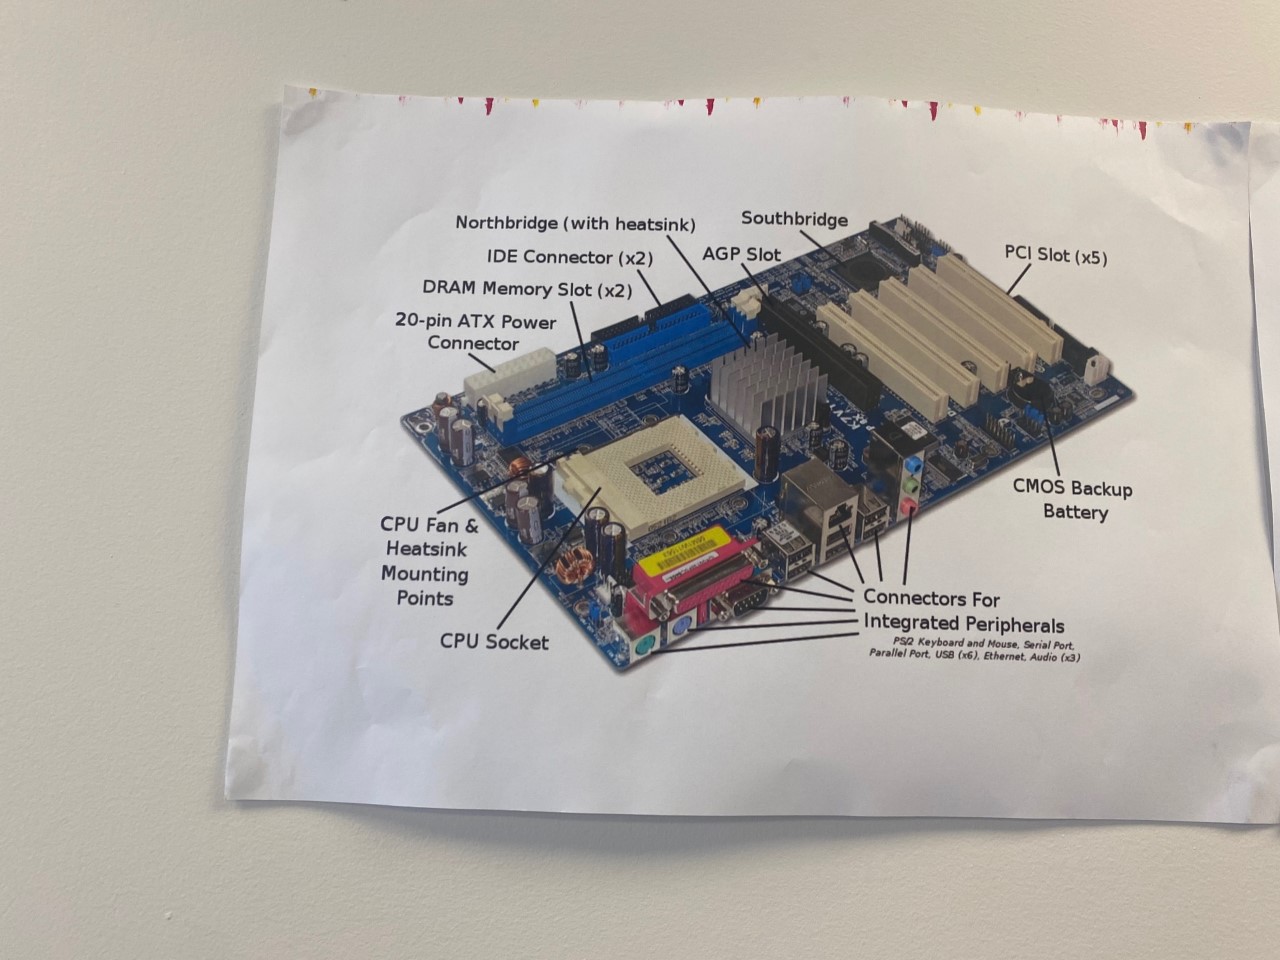 Northbridge (with heatsink)
Southbridge
IDE Connector (x2)
AGP Slot
PCI Slot (x5)
DRAM Memory Slot (x2)
20-pin ATX Power
Connector
CMOS Backup
Battery
CPU Fan &
Heatsink
Mounting
Points
CPU Socket
Connectors For
Integrated Peripherals
PS/2 Keyboard and Mouse, Serial Port,
Parallel Port, USB (x6), Ethernet, Audio (x3)